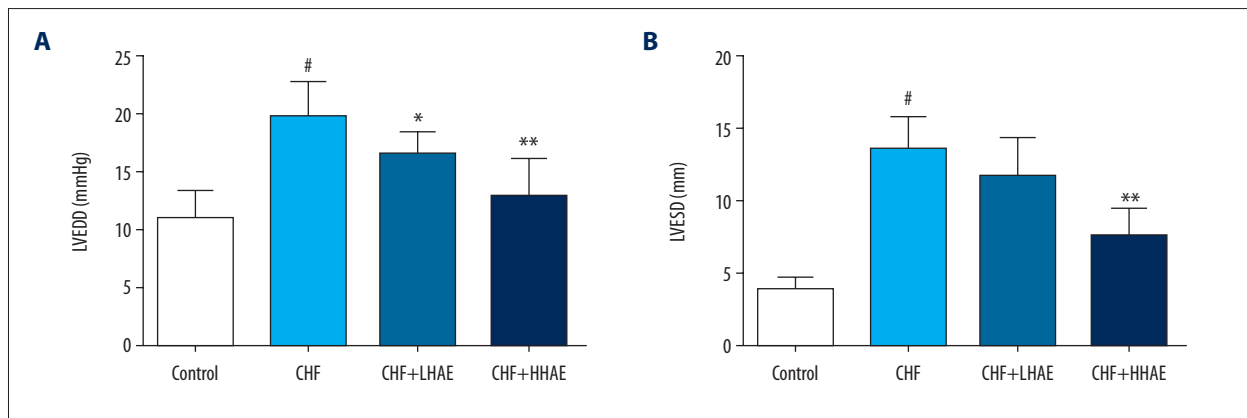 A
LVEDD (mmHg)
25
20
15
10
5
0
#
*
**
Control
CHF
CHF+LHAE
CHF+HHAE
B
LVESD (mm)
20
15
10
5
0
#
**
Control
CHF
CHF+LHAE
CHF+HHAE